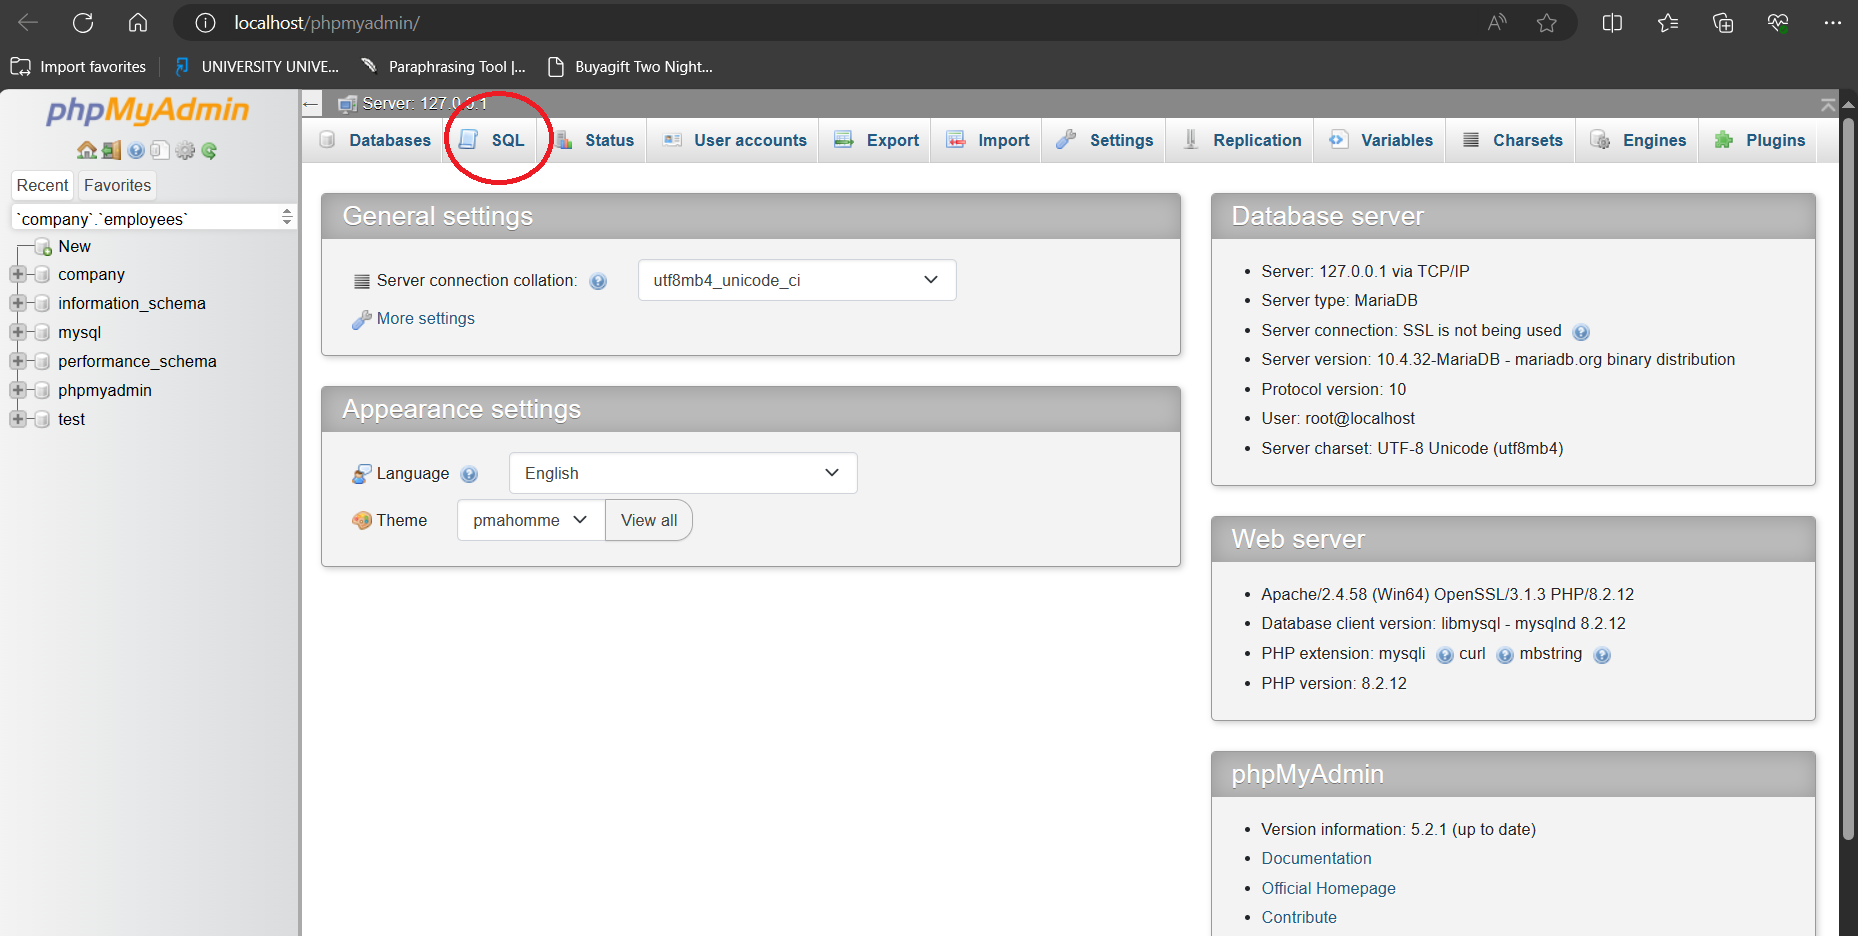 localhost/phpmyadmin/
Import favorites
UNIVERSITY UNIVE...
Paraphrasing Tool |...
Buyagift Two Night...
phpMyAdmin
Recent
Favorites
`company`.`employees`
New
company
information_schema
mysql
performance_schema
phpmyadmin
test
Server: 127.0.0.1
Databases
SQL
Status
User accounts
Export
Import
Settings
Replication
Variables
Charsets
Engines
Plugins
General settings
Server connection collation:
utf8mb4_unicode_ci
More settings
Appearance settings
Language
English
Theme
pmahomme
View all
Database server
Server: 127.0.0.1 via TCP/IP
Server type: MariaDB
Server connection: SSL is not being used
Server version: 10.4.32-MariaDB - mariadb.org binary distribution
Protocol version: 10
User: root@localhost
Server charset: UTF-8 Unicode (utf8mb4)
Web server
Apache/2.4.58 (Win64) OpenSSL/3.1.3 PHP/8.2.12
Database client version: libmysql - mysqlnd 8.2.12
PHP extension: mysqli curl mbstring
PHP version: 8.2.12
phpMyAdmin
Version information: 5.2.1 (up to date)
Documentation
Official Homepage
Contribute